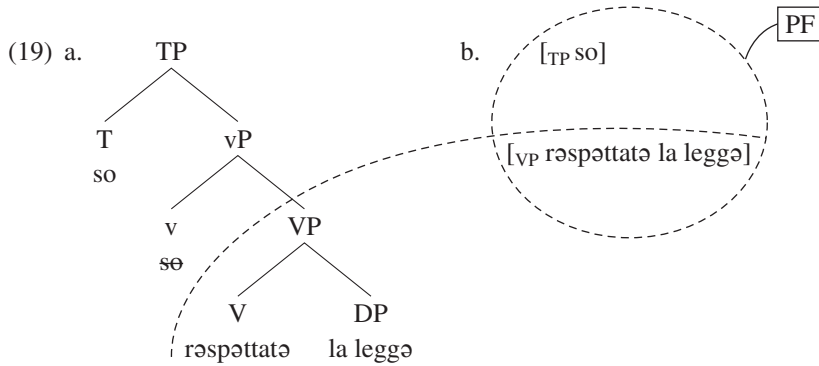 PF
(19) a. TP b. [TP so]
T vP
so
[VP rəspəttatə la leggə]
v VP
so
V DP
rəspəttatə la leggə